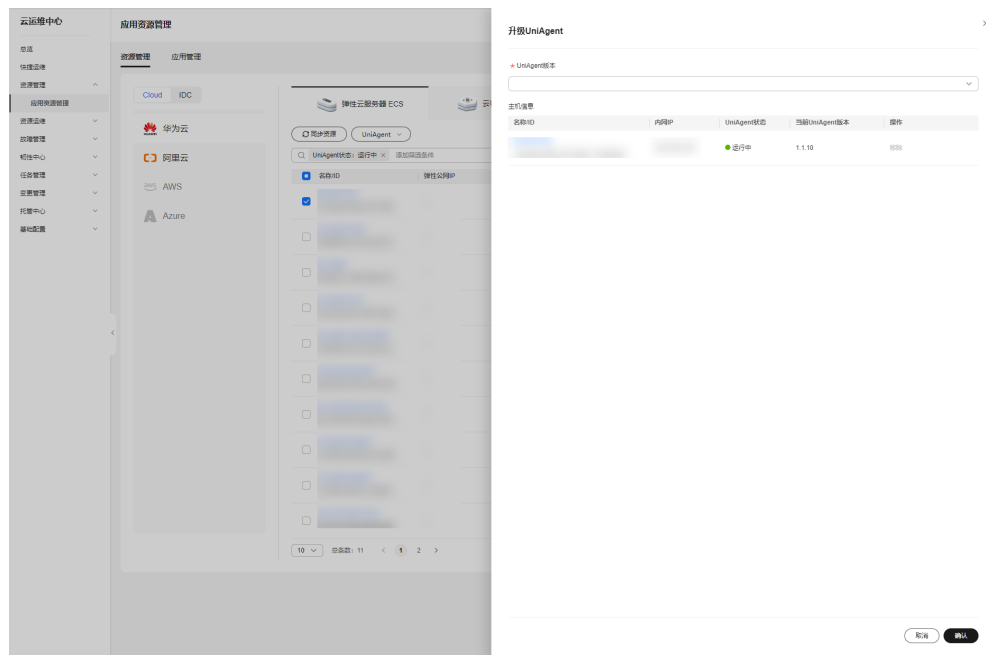 云运维中心
总览
快捷运维
资源管理
应用资源管理
资源运维
故障管理
韧性中心
任务管理
变更管理
托管中心
基础配置
应用资源管理
资源管理 应用管理
Cloud IDC
华为云
阿里云
aws AWS
Azure
弹性云服务器 ECS
同步资源 UniAgent
UniAgent状态: 运行中 × 添加筛选条件
名称/ID 弹性公网IP
10 总条数: 11 < 1 2 >
升级UniAgent
* UniAgent版本
主机信息
名称/ID 内网IP UniAgent状态 当前UniAgent版本 操作
运行中 1.1.10 移除
取消 确认